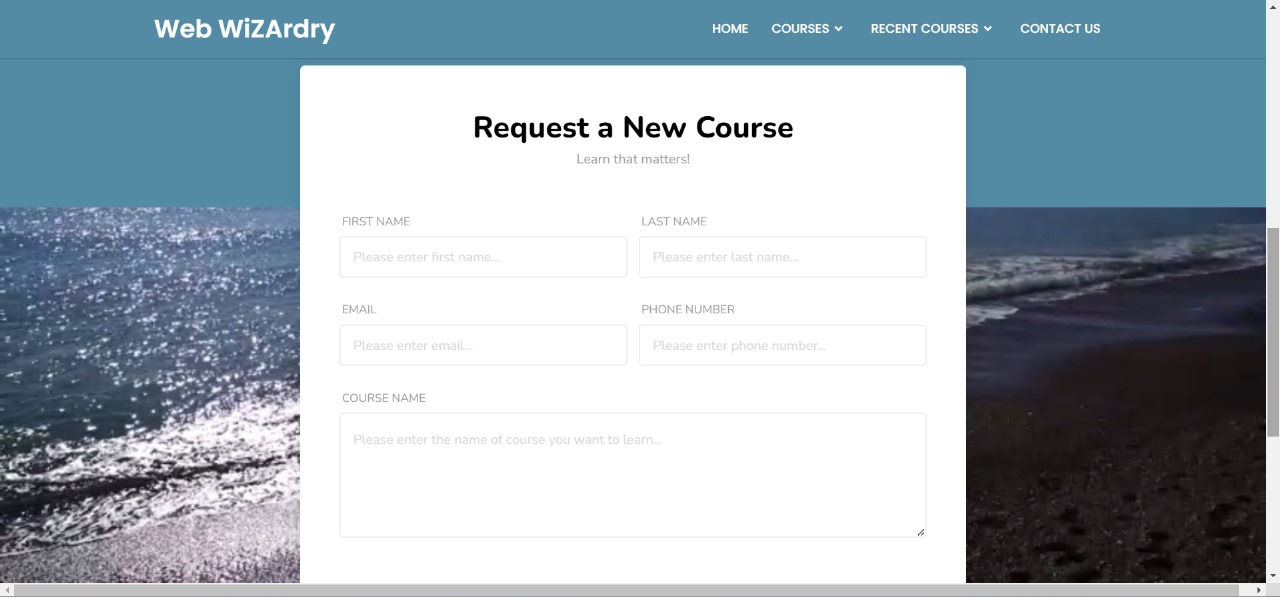 Web WiZArdry
HOME COURSES RECENT COURSES CONTACT US
Request a New Course
Learn that matters!
FIRST NAME LAST NAME
Please enter first name... Please enter last name...
EMAIL PHONE NUMBER
Please enter email... Please enter phone number...
COURSE NAME
Please enter the name of course you want to learn...